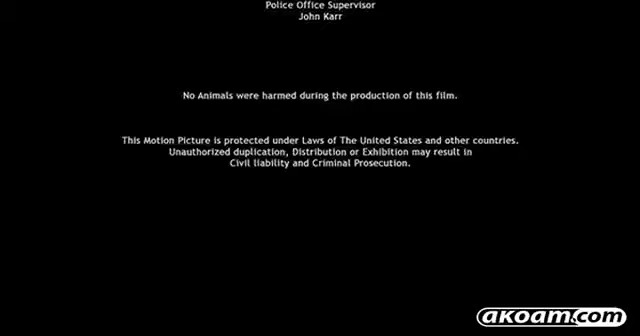 Police Office Supervisor
John Karr
No Animals were harmed during the production of this film.
This Motion Picture is protected under Laws of The United States and other countries.
Unauthorized duplication, Distribution or Exhibition may result in
Civil liability and Criminal Prosecution.
akoam.com